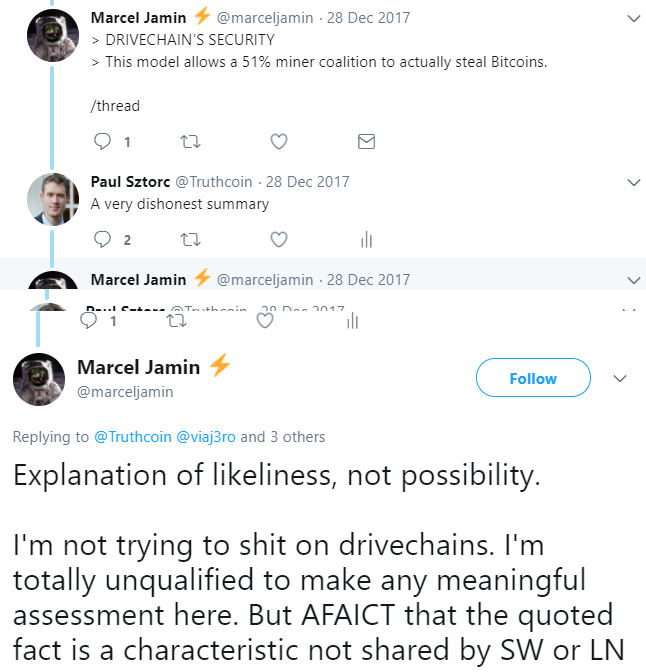 Marcel Jamin ⚡ @marceljamin · 28 Dec 2017
> DRIVECHAIN'S SECURITY
> This model allows a 51% miner coalition to actually steal Bitcoins.
/thread
1
Paul Sztorc @Truthcoin · 28 Dec 2017
A very dishonest summary
2
Marcel Jamin ⚡ @marceljamin · 28 Dec 2017
Paul Sztorc @Truthcoin 28 Dec 2017
1
Marcel Jamin ⚡
Follow
@marceljamin
Replying to @Truthcoin @viaj3ro and 3 others
Explanation of likeliness, not possibility.
I'm not trying to shit on drivechains. I'm
totally unqualified to make any meaningful
assessment here. But AFAICT that the quoted
fact is a characteristic not shared by SW or LN